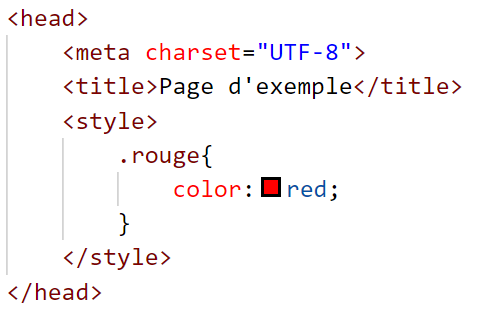 <head>
<meta charset="UTF-8">
<title>Page d'exemple</title>
<style>
.rouge{
color: red;
}
</style>
</head>